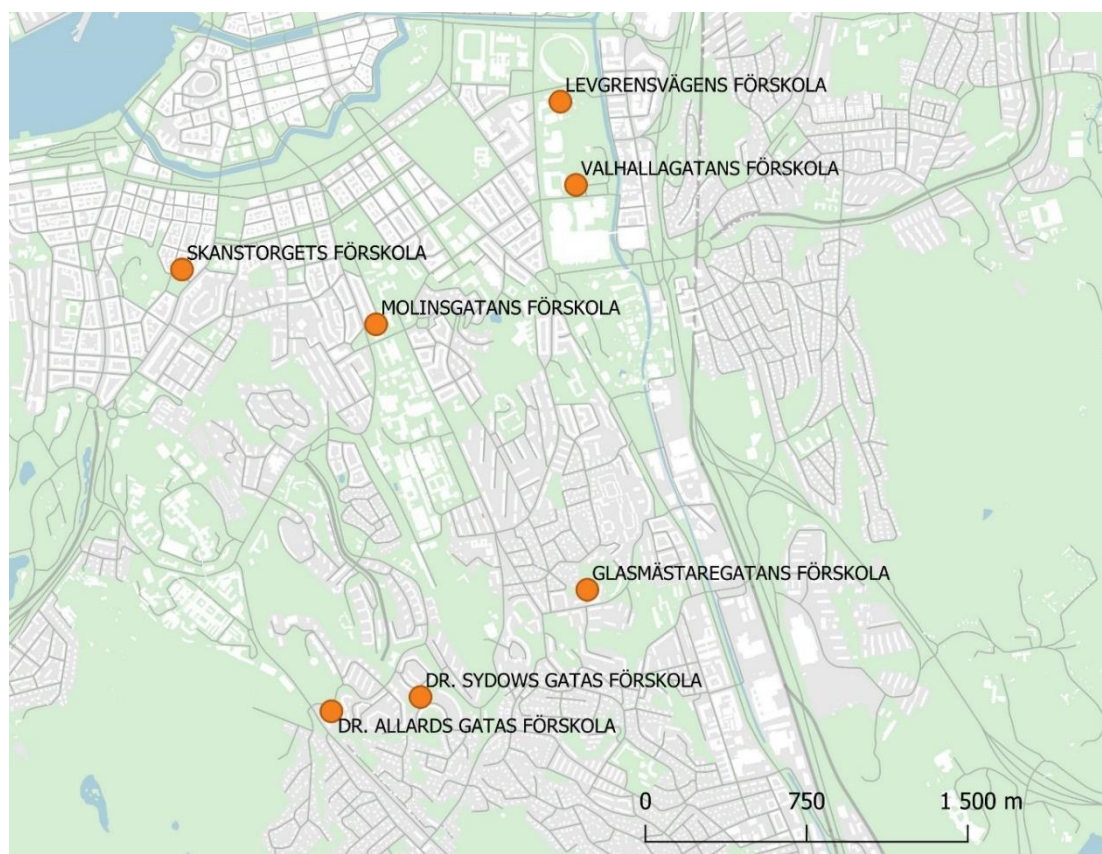 LEVGRENSVÄGENS FÖRSKOLA
VALHALLAGATANS FÖRSKOLA
SKANSTORGETS FÖRSKOLA
MOLINSGATANS FÖRSKOLA
GLASMÄSTAREGATANS FÖRSKOLA
DR. SYDOWS GATAS FÖRSKOLA
DR. ALLARDS GATAS FÖRSKOLA
0 750 1 500 m